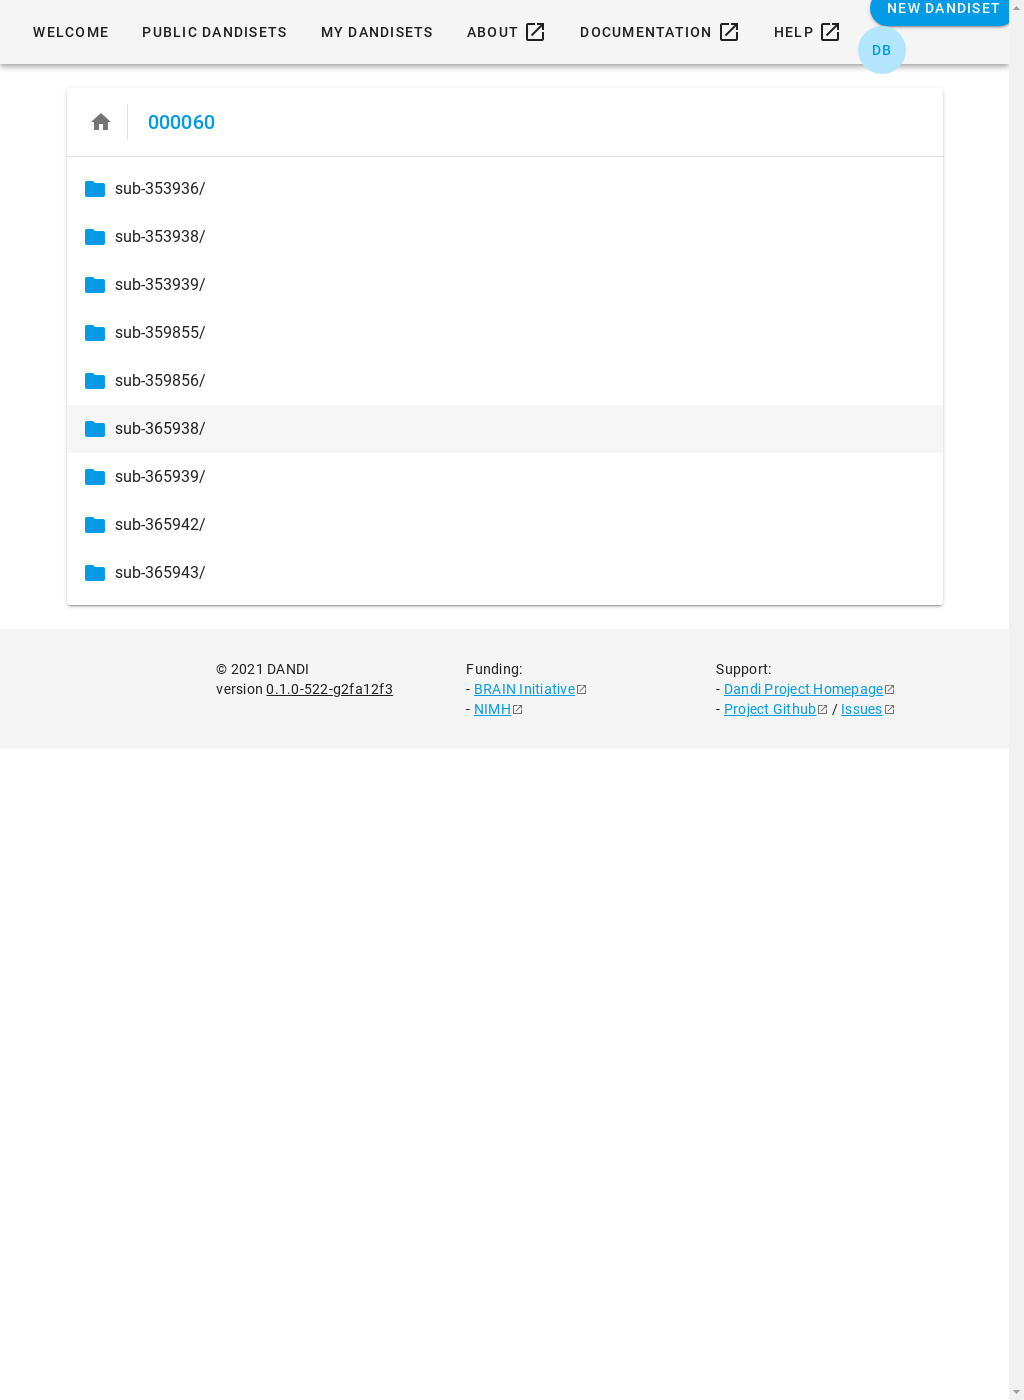 NEW DANDISET
WELCOME PUBLIC DANDISETS MY DANDISETS ABOUT DOCUMENTATION HELP
DB
000060
sub-353936/
sub-353938/
sub-353939/
sub-359855/
sub-359856/
sub-365938/
sub-365939/
sub-365942/
sub-365943/
© 2021 DANDI
version 0.1.0-522-g2fa12f3
Funding:
- BRAIN Initiative
- NIMH
Support:
- Dandi Project Homepage
- Project Github / Issues